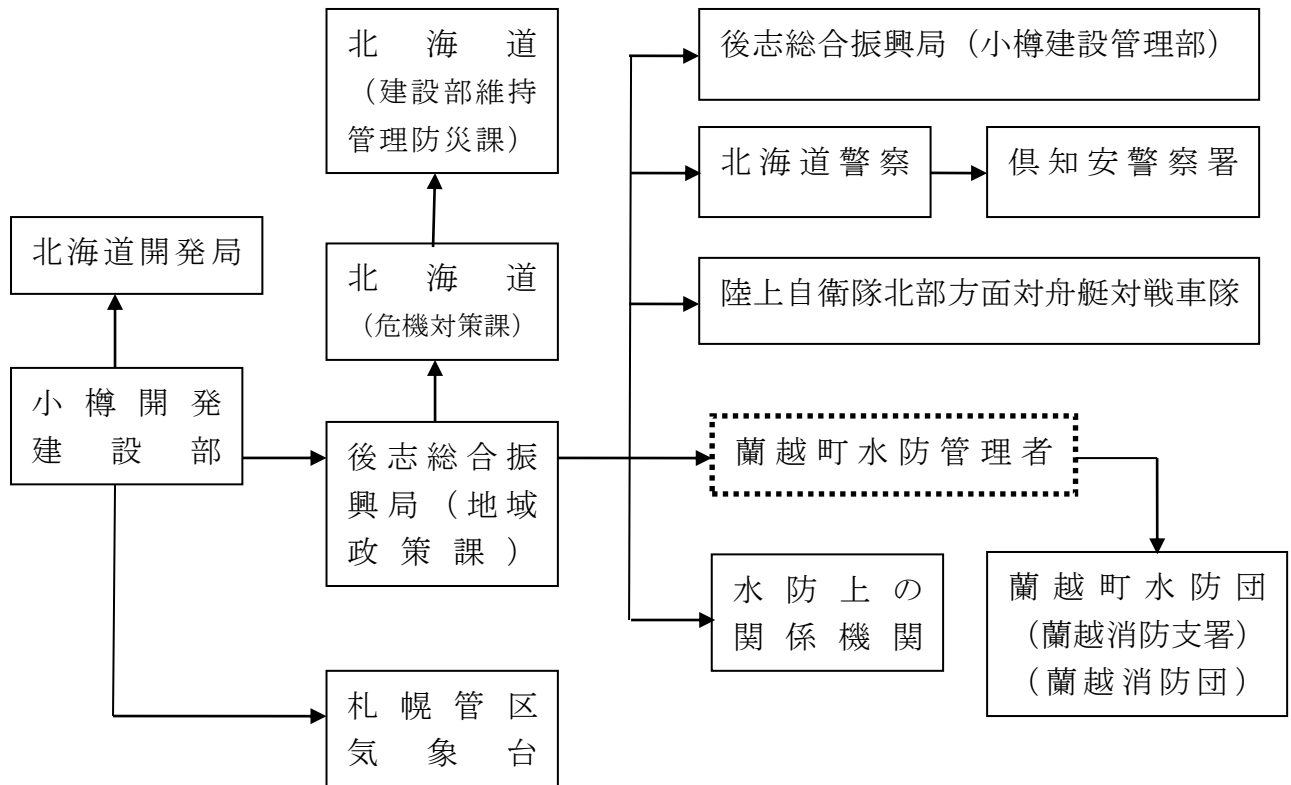 北海道
（建設部維持
管理防災課）
後志総合振興局（小樽建設管理部）
北海道警察
倶知安警察署
北海道開発局
北海道
（危機対策課）
陸上自衛隊北部方面対舟艇対戦車隊
小樽開発
建設部
後志総合振
興局（地域
政策課）
蘭越町水防管理者
水防上の
関係機関
蘭越町水防団
（蘭越消防支署）
（蘭越消防団）
札幌管区
気象台